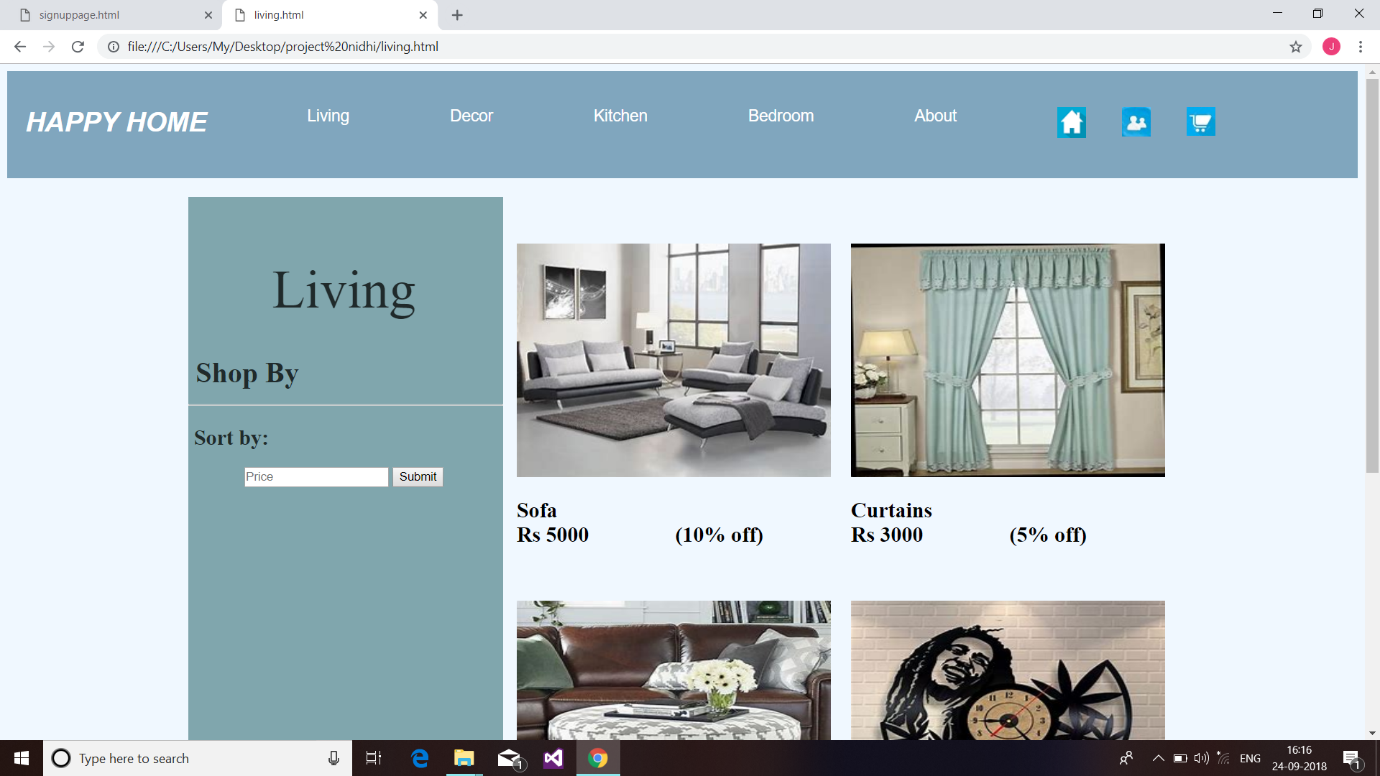 signuppage.html
living.html
file:///C:/Users/My/Desktop/project%20nidhi/living.html
J
HAPPY HOME
Living
Decor
Kitchen
Bedroom
About
Living
Shop By
Sort by:
Price
Submit
Sofa
Rs 5000 (10% off)
Curtains
Rs 3000 (5% off)
Type here to search
1
ENG
16:16
24-09-2018
1